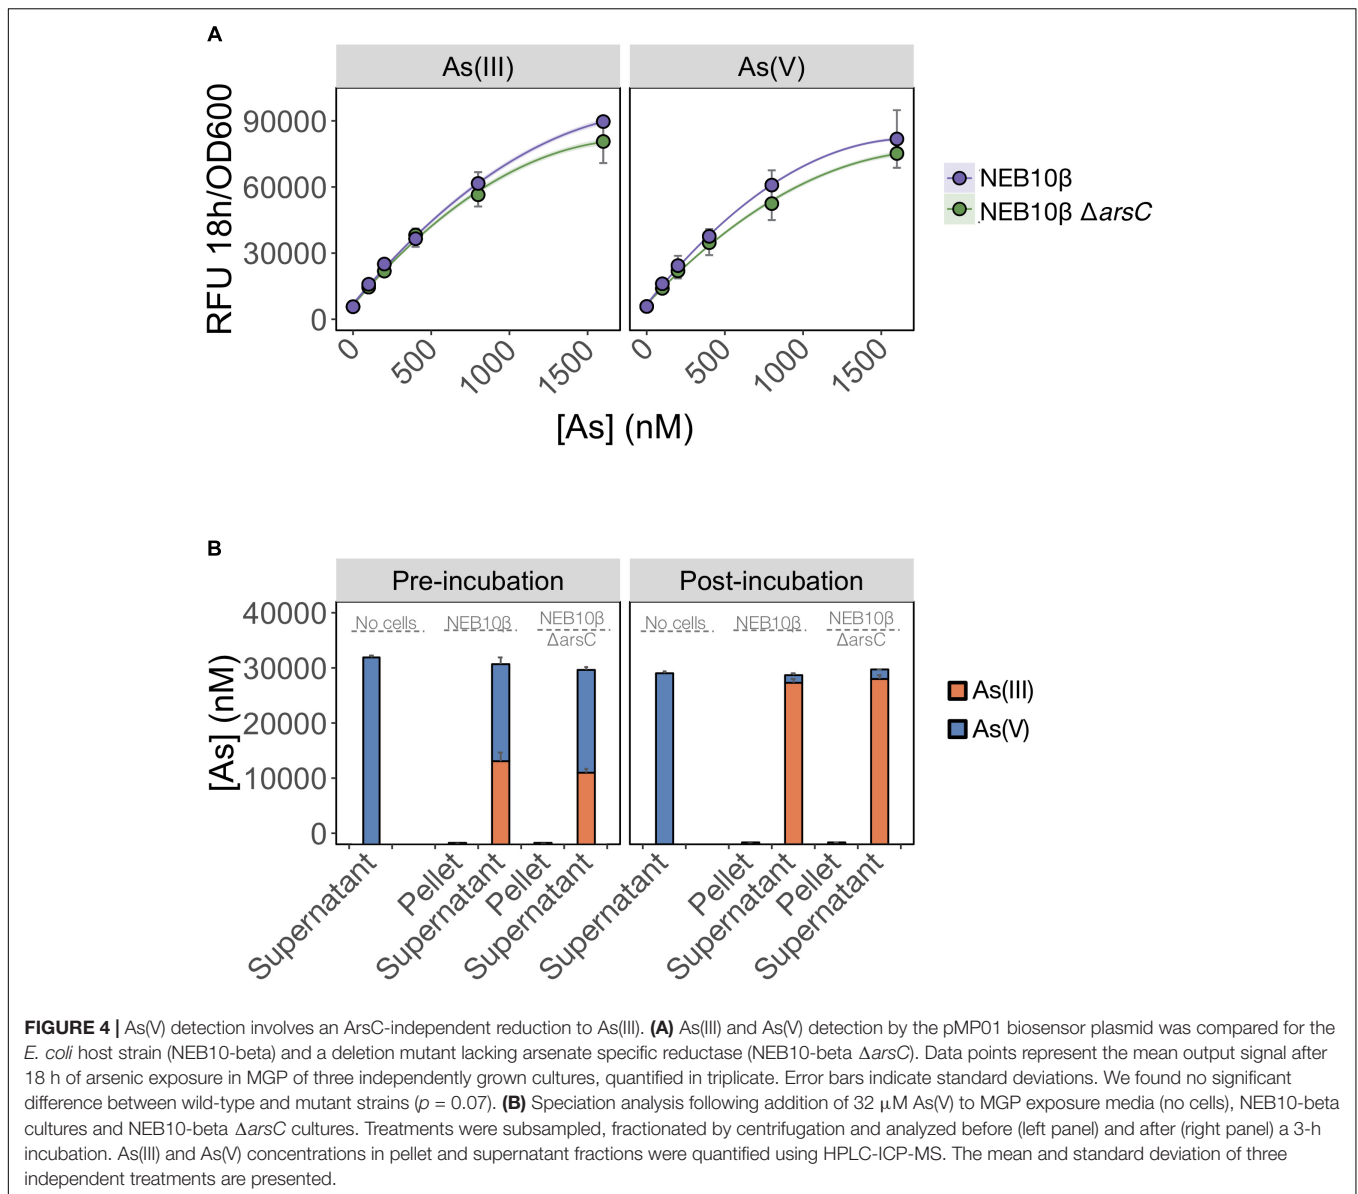 A
As(III)
As(V)
RFU 18h/OD600
90000
60000
30000
0
0
500
1000
1500
0
500
1000
1500
[As] (nM)
NEB10β
NEB10β ΔarsC
B
Pre-incubation
Post-incubation
[As] (nM)
40000
30000
20000
10000
0
No cells
NEB10β
NEB10β
ΔarsC
No cells
NEB10β
NEB10β
ΔarsC
Supernatant
Pellet
Supernatant
Pellet
Supernatant
Supernatant
Pellet
Supernatant
Pellet
Supernatant
As(III)
As(V)
FIGURE 4 | As(V) detection involves an ArsC-independent reduction to As(III). (A) As(III) and As(V) detection by the pMP01 biosensor plasmid was compared for the
E. coli host strain (NEB10-beta) and a deletion mutant lacking arsenate specific reductase (NEB10-beta ΔarsC). Data points represent the mean output signal after
18 h of arsenic exposure in MGP of three independently grown cultures, quantified in triplicate. Error bars indicate standard deviations. We found no significant
difference between wild-type and mutant strains (p = 0.07). (B) Speciation analysis following addition of 32 μM As(V) to MGP exposure media (no cells), NEB10-beta
cultures and NEB10-beta ΔarsC cultures. Treatments were subsampled, fractionated by centrifugation and analyzed before (left panel) and after (right panel) a 3-h
incubation. As(III) and As(V) concentrations in pellet and supernatant fractions were quantified using HPLC-ICP-MS. The mean and standard deviation of three
independent treatments are presented.